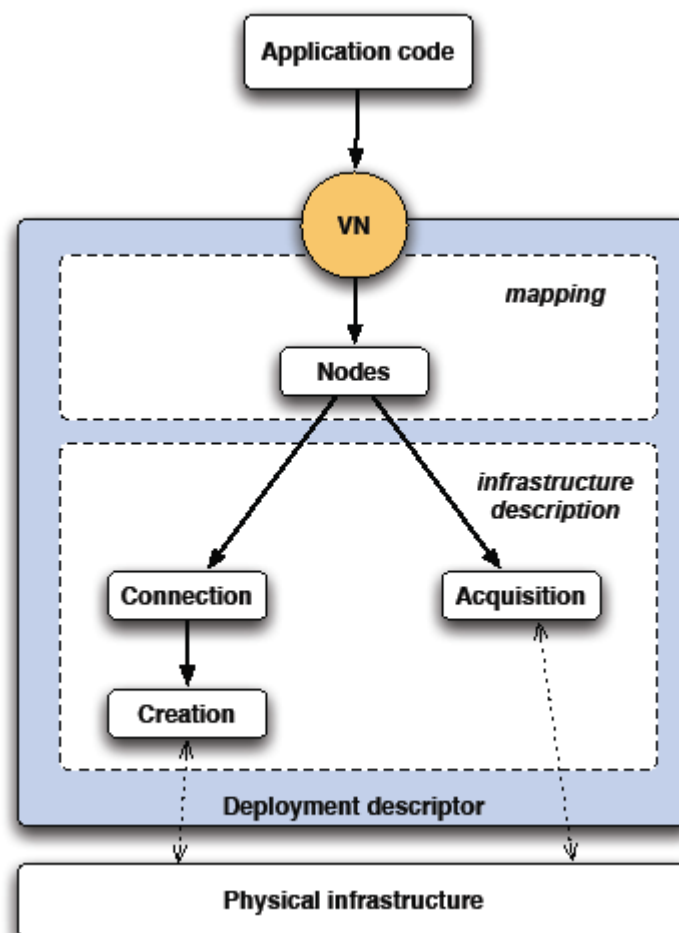 Application code
VN
mapping
Nodes
infrastructure
description
Connection
Acquisition
Creation
Deployment descriptor
Physical infrastructure